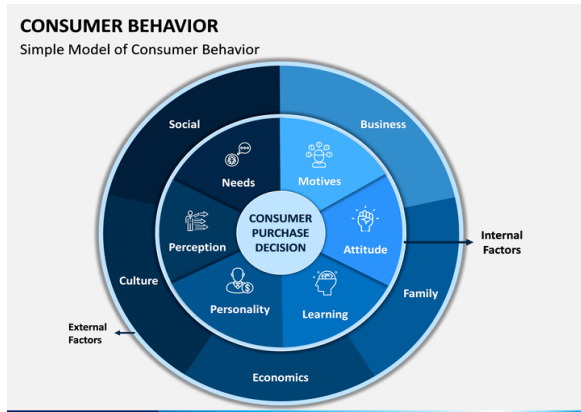 CONSUMER BEHAVIOR
Simple Model of Consumer Behavior
Social
Business
Needs
Motives
CONSUMER
PURCHASE
DECISION
Perception
Attitude
Internal
Factors
Culture
Family
Personality
Learning
External
Factors
Economics